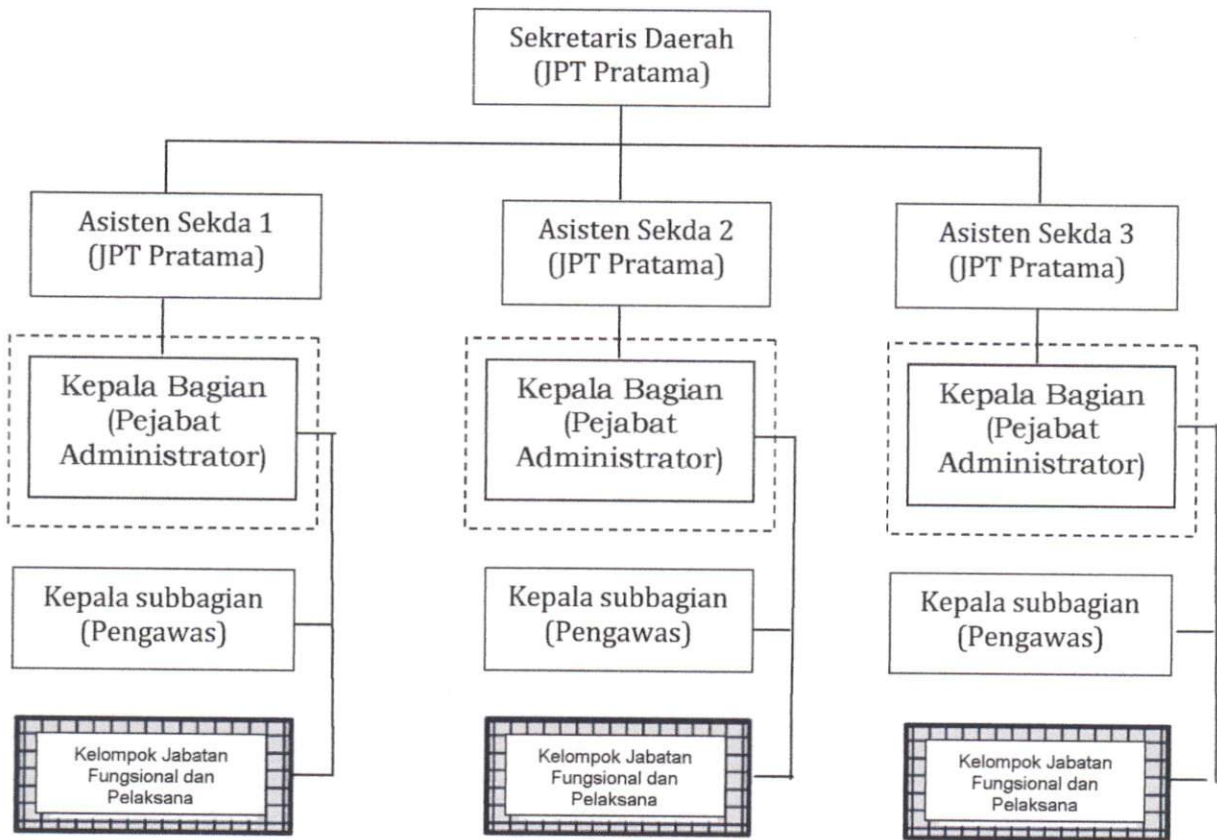 Sekretaris Daerah
(JPT Pratama)
Asisten Sekda 1
(JPT Pratama)
Asisten Sekda 2
(JPT Pratama)
Asisten Sekda 3
(JPT Pratama)
Kepala Bagian
(Pejabat
Administrator)
Kepala Bagian
(Pejabat
Administrator)
Kepala Bagian
(Pejabat
Administrator)
Kepala subbagian
(Pengawas)
Kepala subbagian
(Pengawas)
Kepala subbagian
(Pengawas)
Kelompok Jabatan
Fungsional dan
Pelaksana
Kelompok Jabatan
Fungsional dan
Pelaksana
Kelompok Jabatan
Fungsional dan
Pelaksana